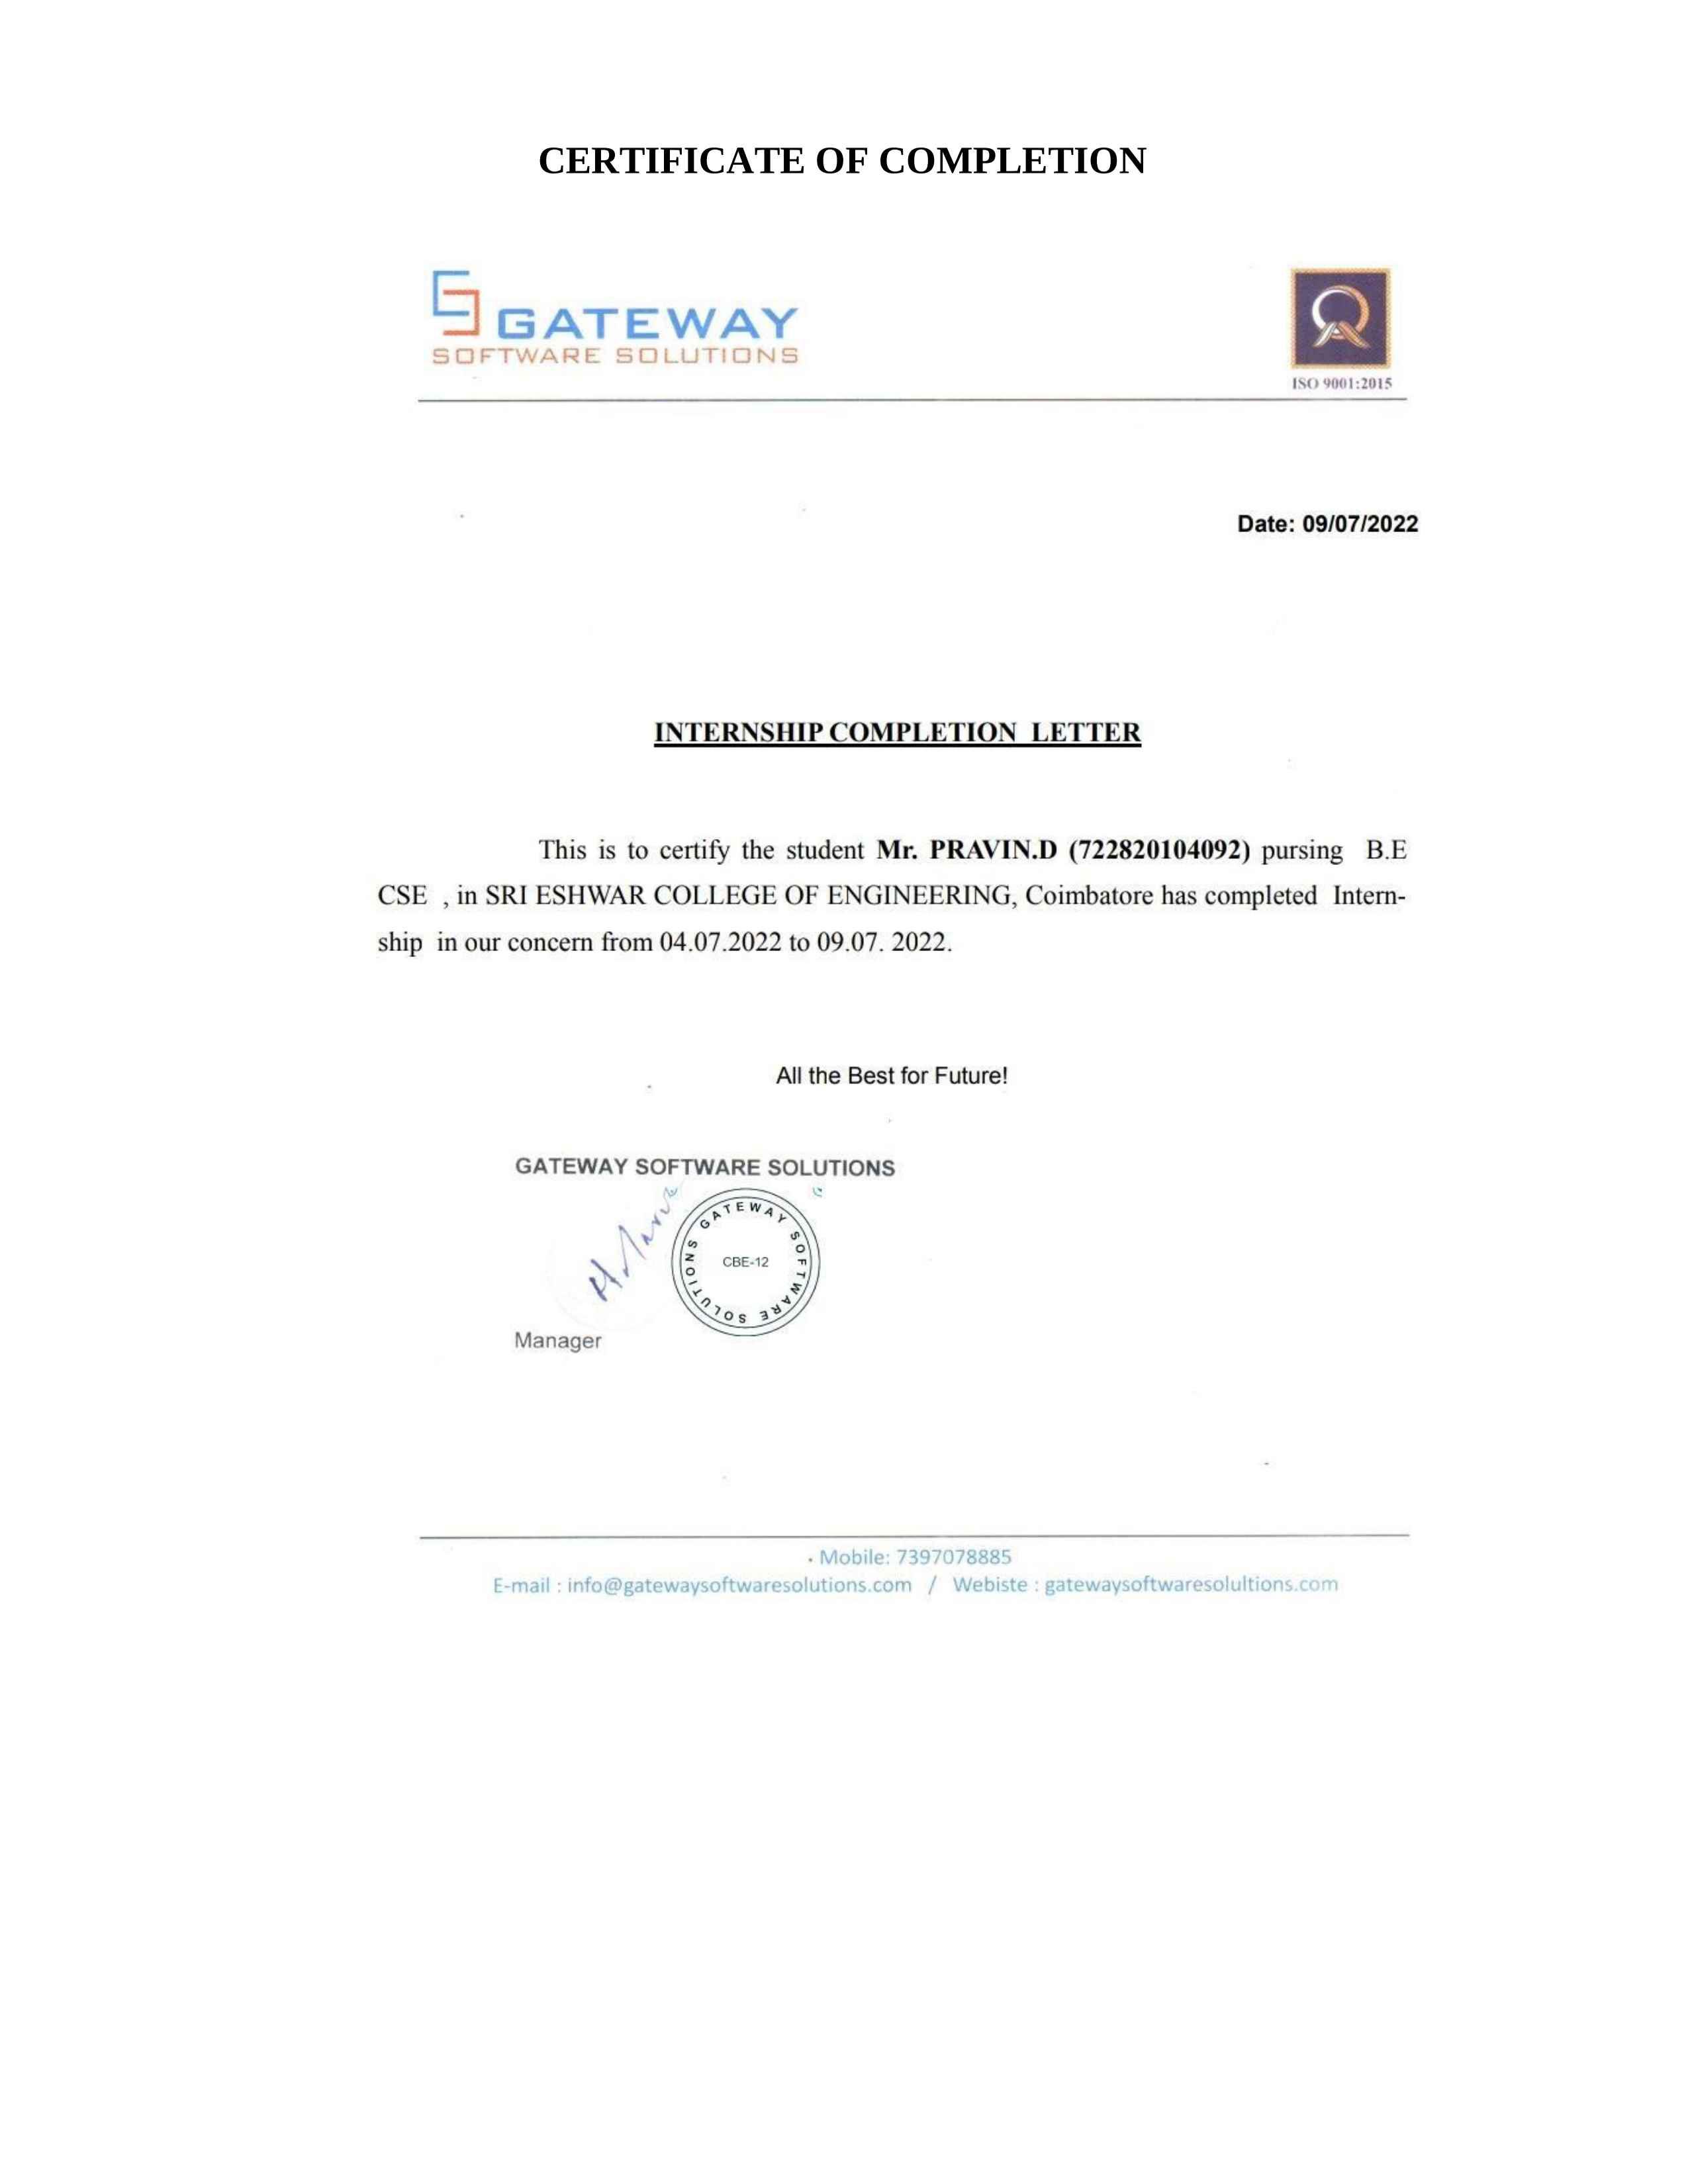 CERTIFICATE OF COMPLETION
GATEWAY
SOFTWARE SOLUTIONS
ISO 9001:2015
Date: 09/07/2022
INTERNSHIP COMPLETION LETTER
This is to certify the student Mr. PRAVIN.D (722820104092) pursing B.E
CSE , in SRI ESHWAR COLLEGE OF ENGINEERING, Coimbatore has completed Intern-
ship in our concern from 04.07.2022 to 09.07. 2022.
All the Best for Future!
GATEWAY SOFTWARE SOLUTIONS
GATEWAY SOFTWARE SOLUTIONS
CBE-12
Manager
Mobile: 7397078885
E-mail : info@gatewaysoftwaresolutions.com / Webiste : gatewaysoftwaresolultions.com